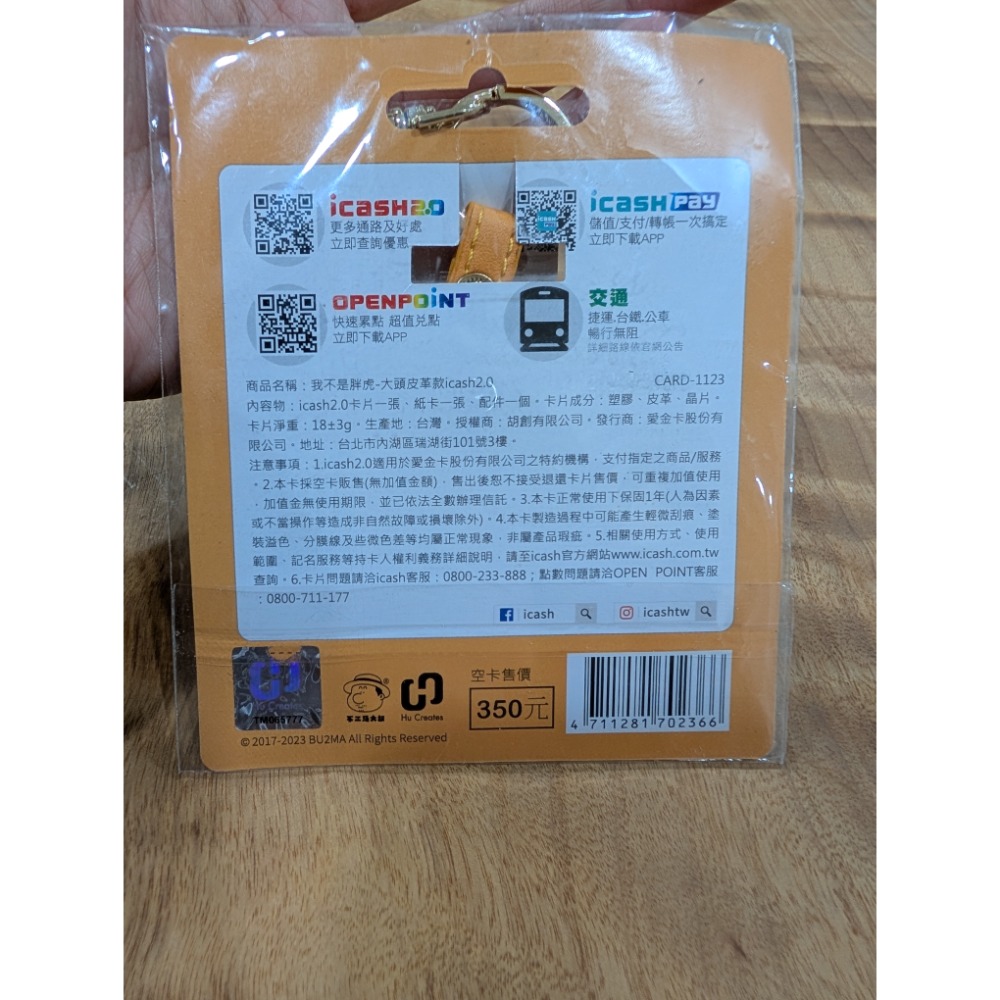 icash2.0
更多通路及好處
立即查詢優惠
icash Pay
儲值/支付/轉帳一次搞定
立即下載APP
OPENPOiNT
快速累點 超值兌點
立即下載APP
交通
捷運.台鐵.公車
暢行無阻
詳細路線依官網公告
商品名稱：我不是胖虎-大頭皮革款icash2.0 CARD-1123
內容物：icash2.0卡片一張、紙卡一張、配件一個。卡片成分：塑膠、皮革、晶片。
卡片淨重：18±3g。生產地：台灣。授權商：胡創有限公司。發行商：愛金卡股份有
限公司。地址：台北市內湖區瑞湖街101號3樓。
注意事項：1.icash2.0適用於愛金卡股份有限公司之特約機構，支付指定之商品/服務
。2.本卡採空卡販售(無加值金額)，售出後恕不接受退還卡片售價，可重複加值使用
，加值金無使用期限，並已依法全數辦理信託。3.本卡正常使用下保固1年(人為因素
或不當操作等造成非自然故障或損壞除外)。4.本卡製造過程中可能產生輕微刮痕、塗
裝溢色、分膜線及些微色差等均屬正常現象，非屬產品瑕疵。5.相關使用方式、使用
範圍、記名服務等持卡人權利義務詳細說明，請至icash官方網站www.icash.com.tw
查詢。6.卡片問題請洽icash客服：0800-233-888；點數問題請洽OPEN POINT客服
：0800-711-177
icash
icashtw
Hu Creates
TM065777
Hu Creates
空卡售價
350元
4 711281 702366
© 2017-2023 BU2MA All Rights Reserved